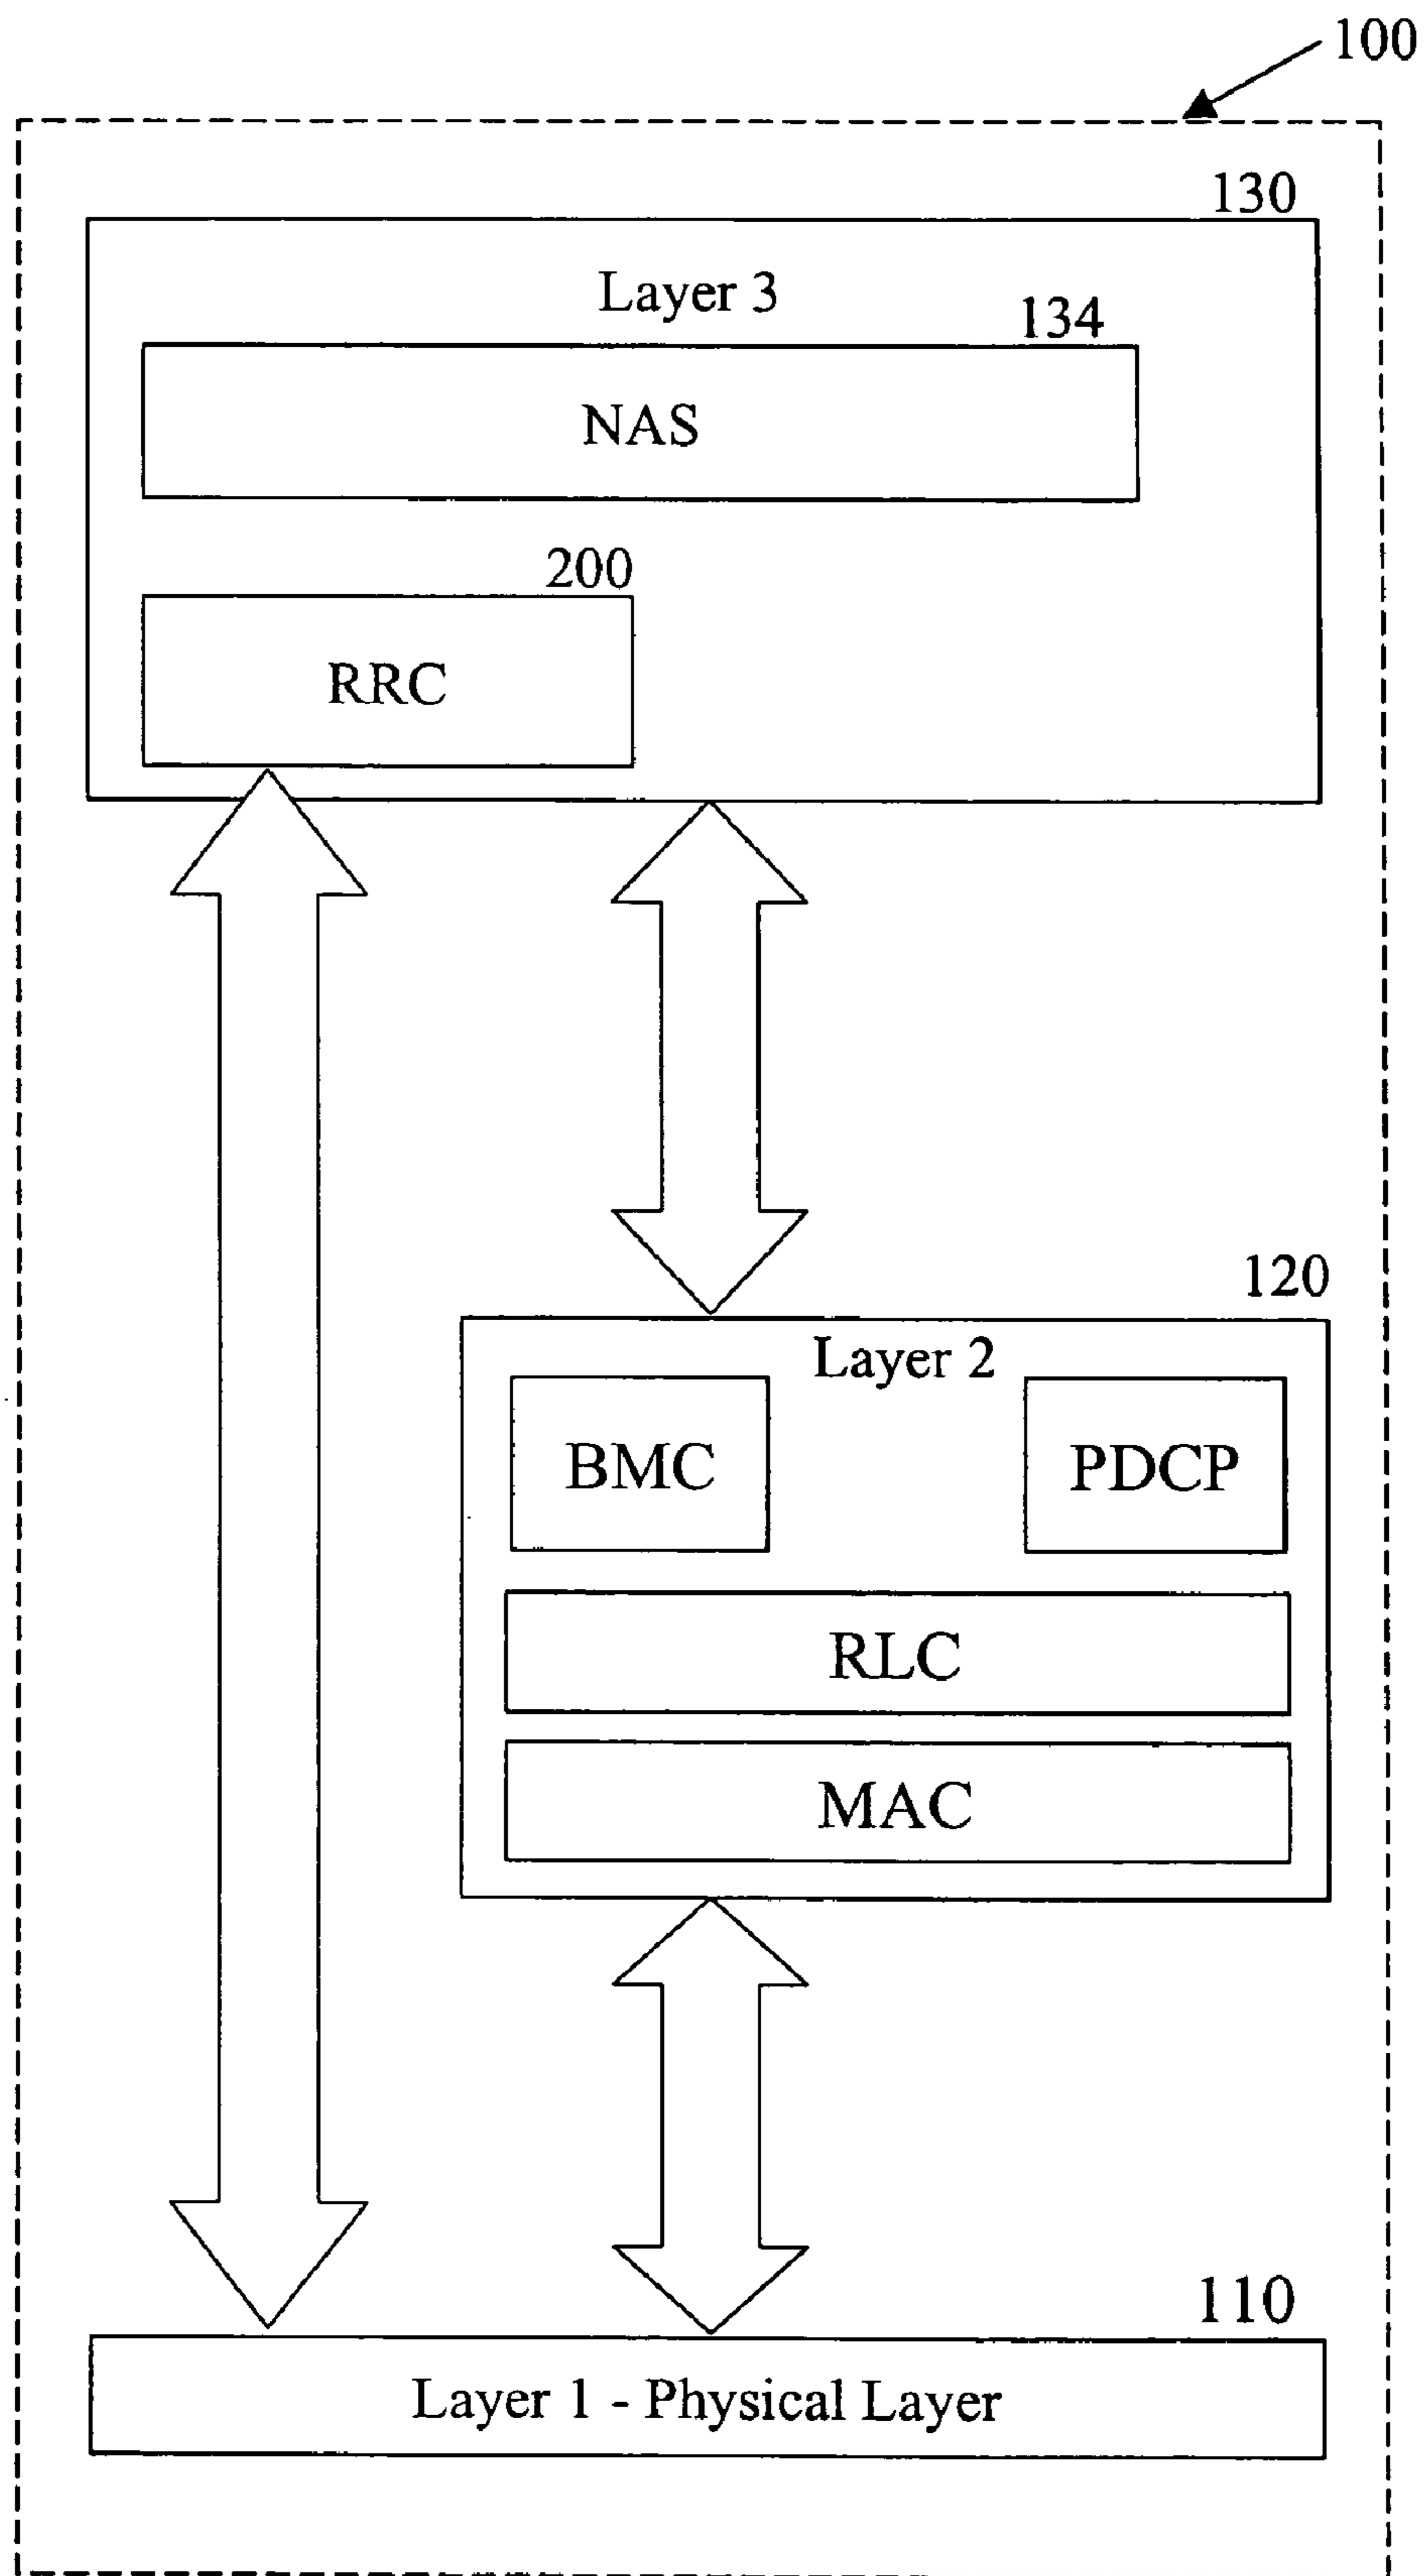 100
130
Layer 3
134
NAS
200
RRC
120
Layer 2
BMC
PDCP
RLC
MAC
110
Layer 1 - Physical Layer